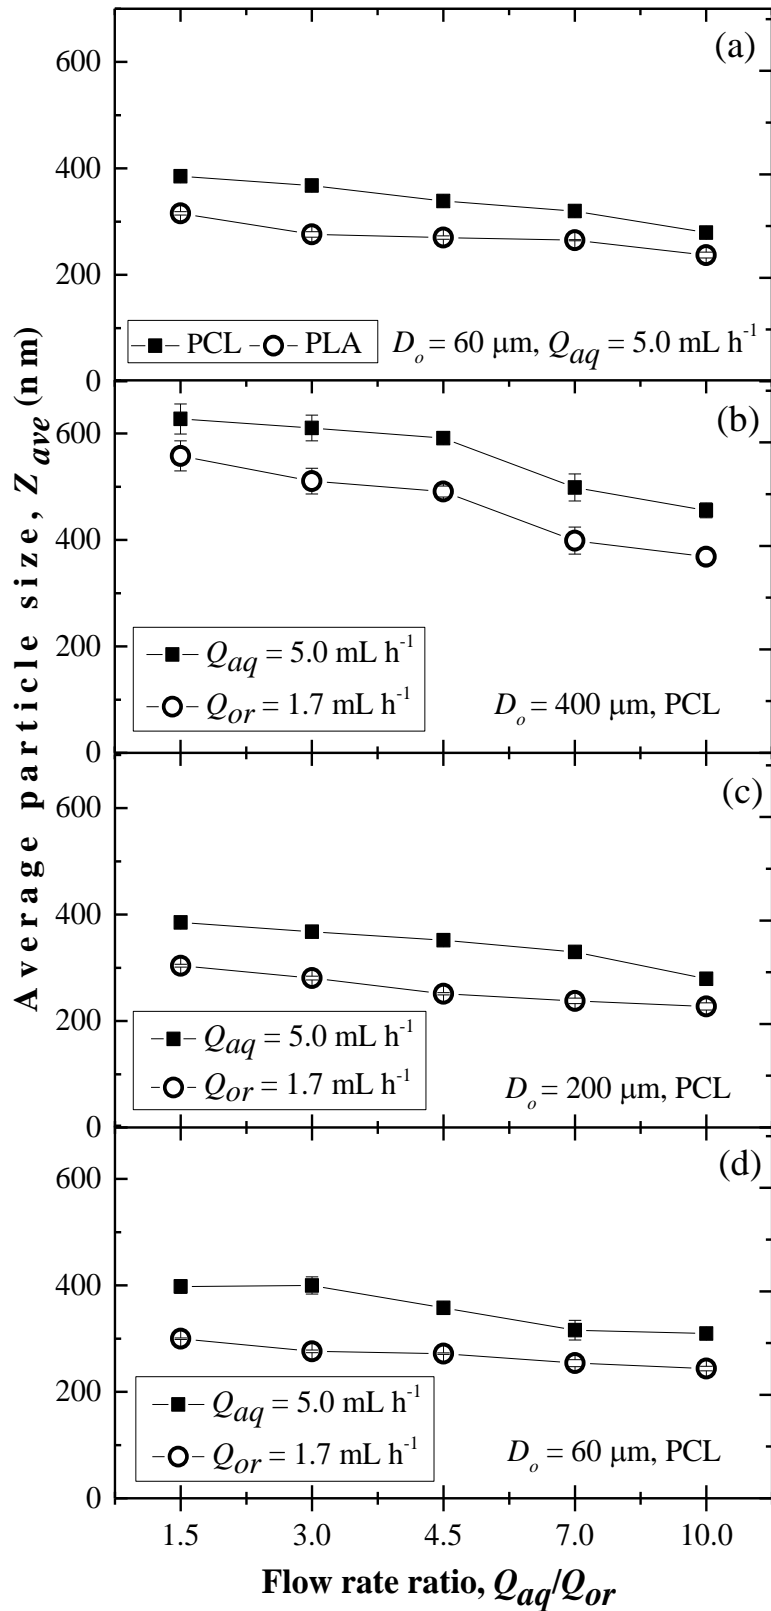 Average particle size, Z_ave (nm)
(a)
600
400
200
0
PCL PLA
D_o = 60 μm, Q_aq = 5.0 mL h⁻¹
(b)
600
400
200
0
Q_aq = 5.0 mL h⁻¹
Q_or = 1.7 mL h⁻¹
D_o = 400 μm, PCL
(c)
600
400
200
0
Q_aq = 5.0 mL h⁻¹
Q_or = 1.7 mL h⁻¹
D_o = 200 μm, PCL
(d)
600
400
200
0
Q_aq = 5.0 mL h⁻¹
Q_or = 1.7 mL h⁻¹
D_o = 60 μm, PCL
1.5 3.0 4.5 7.0 10.0
Flow rate ratio, Q_aq/Q_or